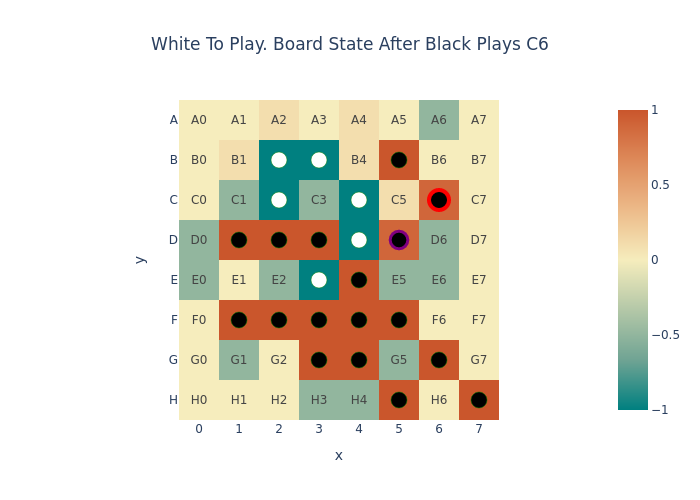 White To Play. Board State After Black Plays C6
A A0 A1 A2 A3 A4 A5 A6 A7
B B0 B1 B4 B6 B7
C C0 C1 C3 C5 C7
D D0 D6 D7
E E0 E1 E2 E5 E6 E7
F F0 F6 F7
G G0 G1 G2 G5 G7
H H0 H1 H2 H3 H4 H6
0 1 2 3 4 5 6 7
x
y
1
0.5
0
−0.5
−1